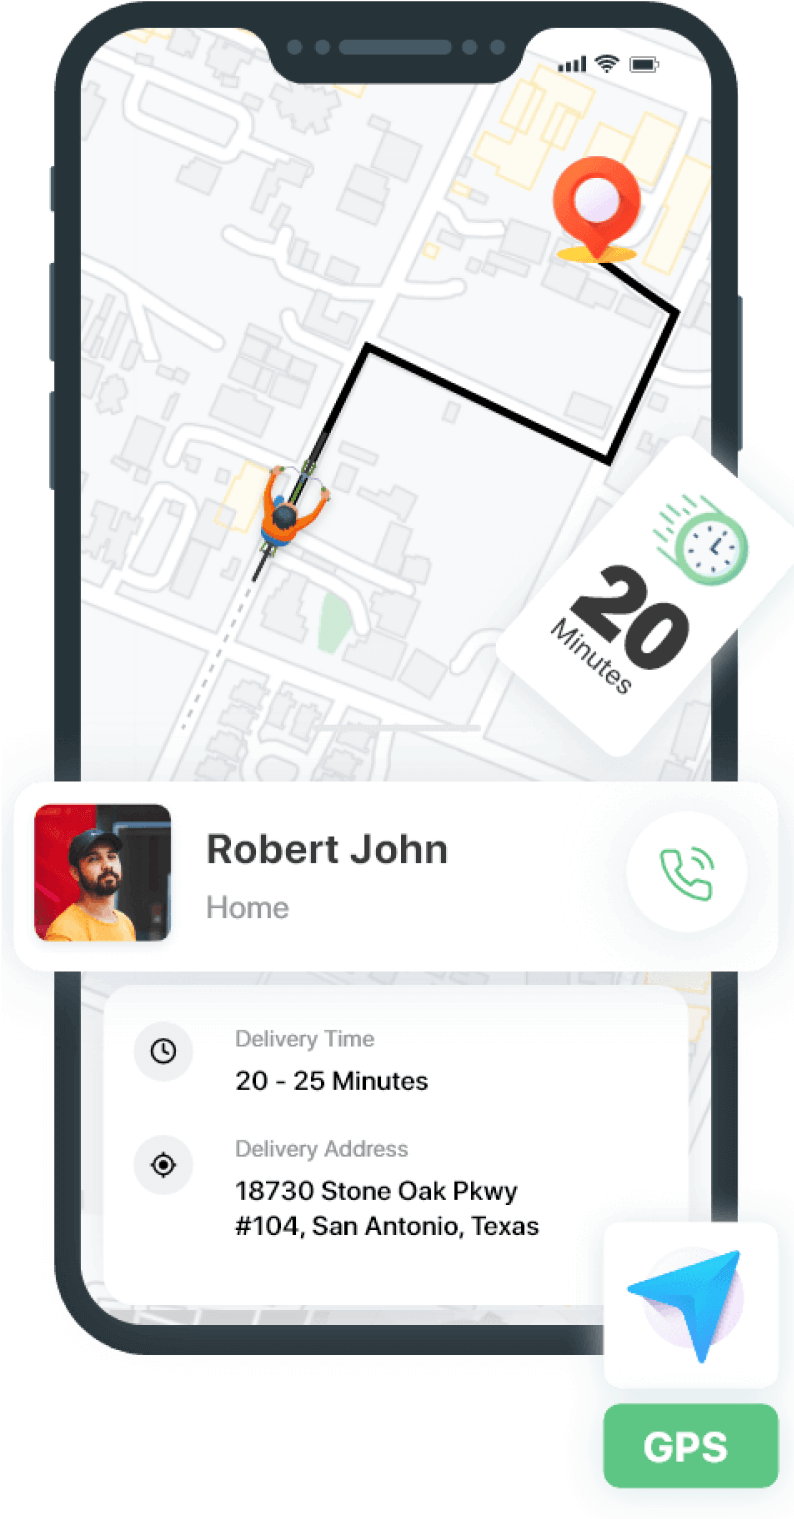 20
Minutes
Robert John
Home
Delivery Time
20 - 25 Minutes
Delivery Address
18730 Stone Oak Pkwy
#104, San Antonio, Texas
GPS